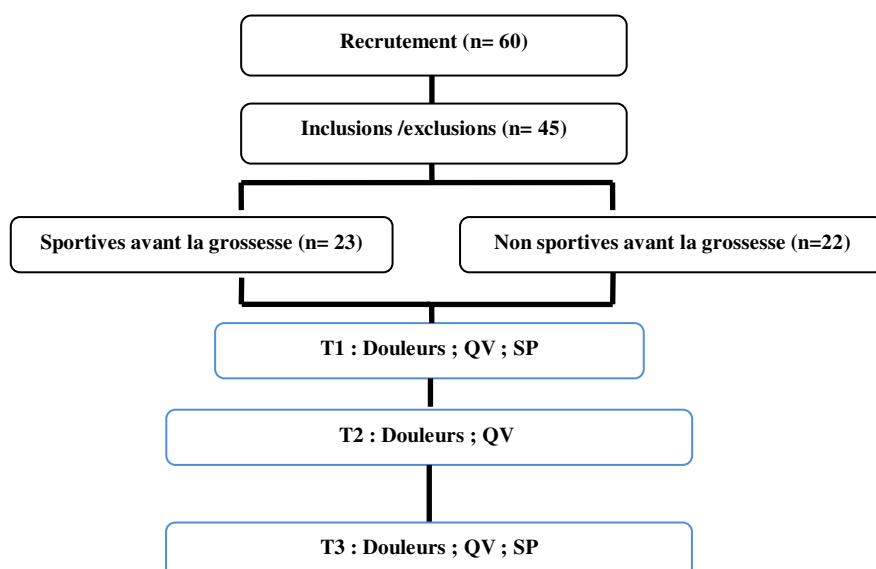 Recrutement (n= 60)
Inclusions /exclusions (n= 45)
Sportives avant la grossesse (n= 23)
Non sportives avant la grossesse (n=22)
T1 : Douleurs ; QV ; SP
T2 : Douleurs ; QV
T3 : Douleurs ; QV ; SP